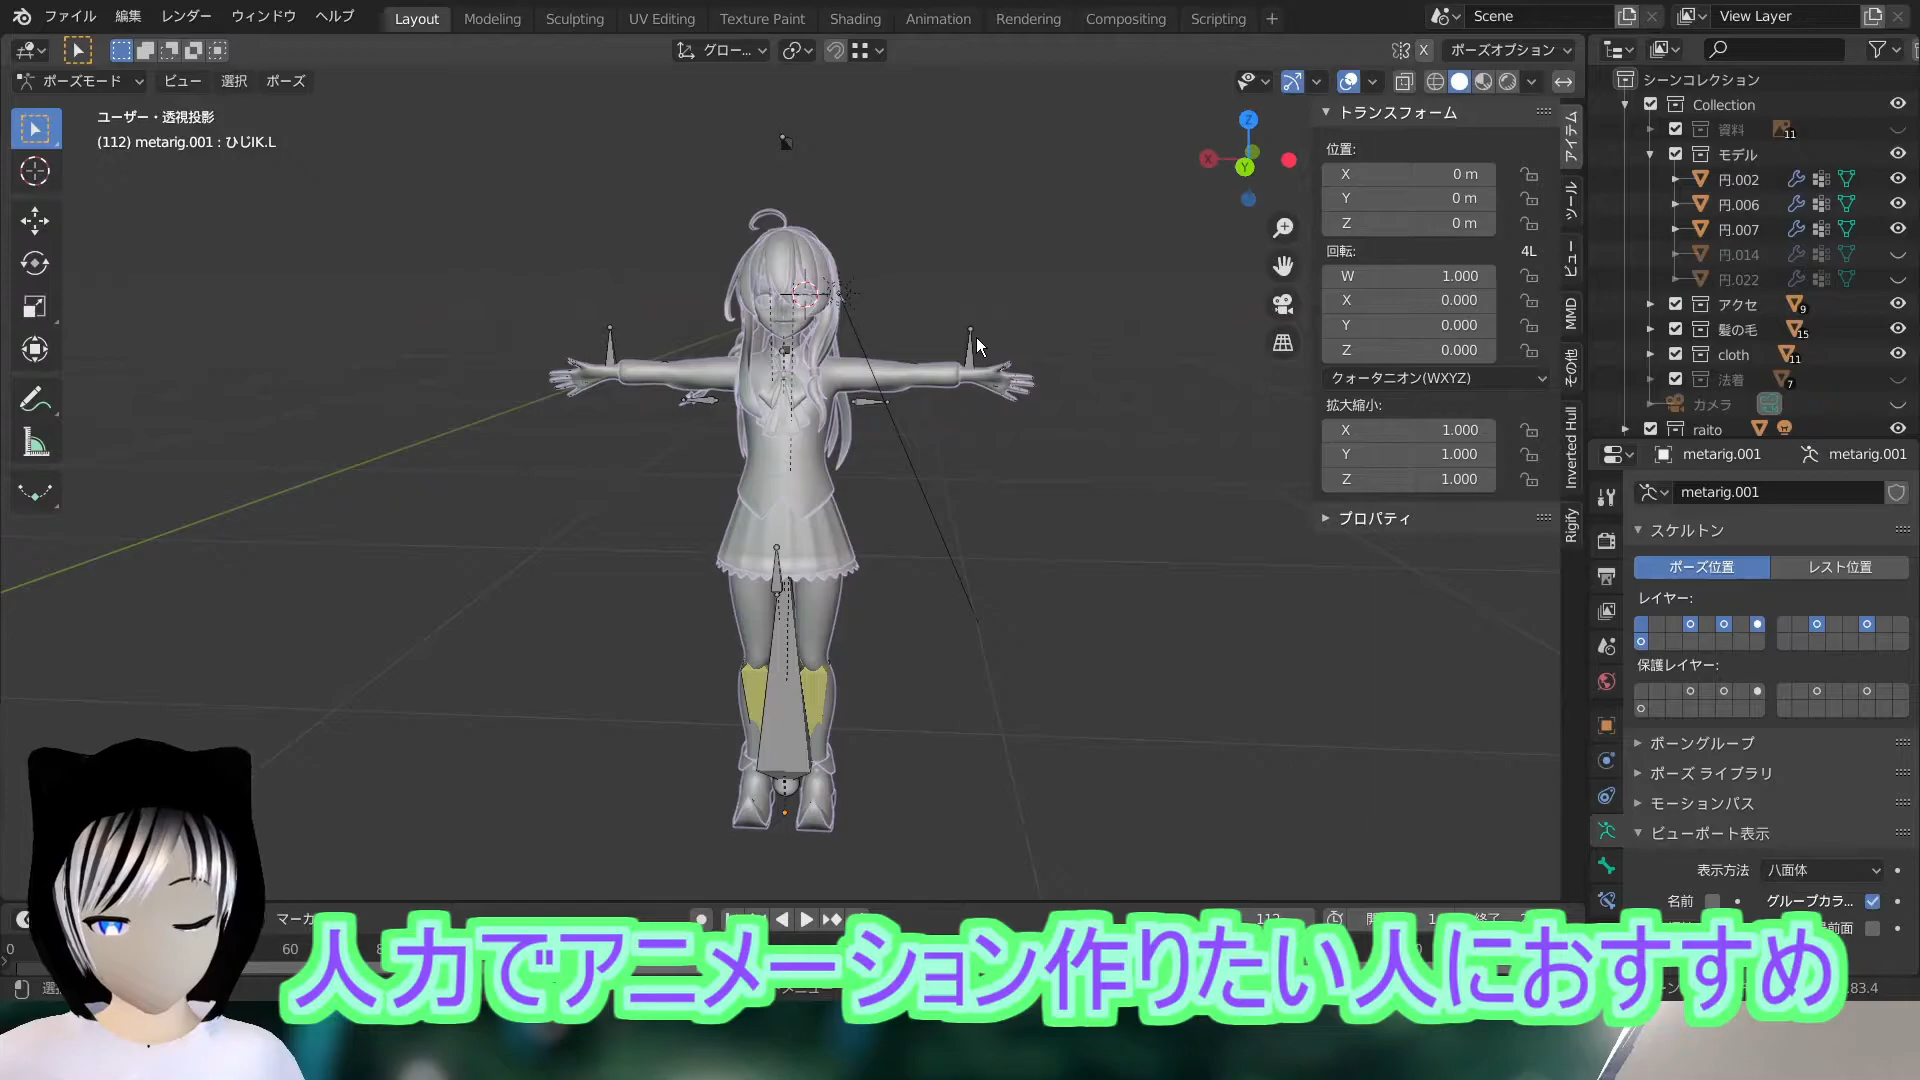 ファイル 編集 レンダー ウィンドウ ヘルプ Layout Modeling Sculpting UV Editing Texture Paint Shading Animation Rendering Compositing Scripting + Scene View Layer
グロー... X ポーズオプション
ポーズモード ビュー 選択 ポーズ
ユーザー・透視投影
(112) metarig.001 : ひじIK.L
Z
X
Y
トランスフォーム
位置:
X 0 m
Y 0 m
Z 0 m
回転: 4L
W 1.000
X 0.000
Y 0.000
Z 0.000
クォータニオン(WXYZ)
拡大縮小:
X 1.000
Y 1.000
Z 1.000
プロパティ
アイテム
ツール
ビュー
MMD
その他
Inverted Hull
Rigify
シーンコレクション
Collection
資料 11
モデル
円.002
円.006
円.007
円.014
円.022
アクセ 9
髪の毛 15
cloth 11
法着 7
カメラ
raito
metarig.001 metarig.001
metarig.001
スケルトン
ポーズ位置 レスト位置
レイヤー:
保護レイヤー:
ボーングループ
ポーズ ライブラリ
モーションパス
ビューポート表示
表示方法 八面体
名前 グループカラ...
マーカ
112
0 60
人力でアニメーション作りたい人におすすめ